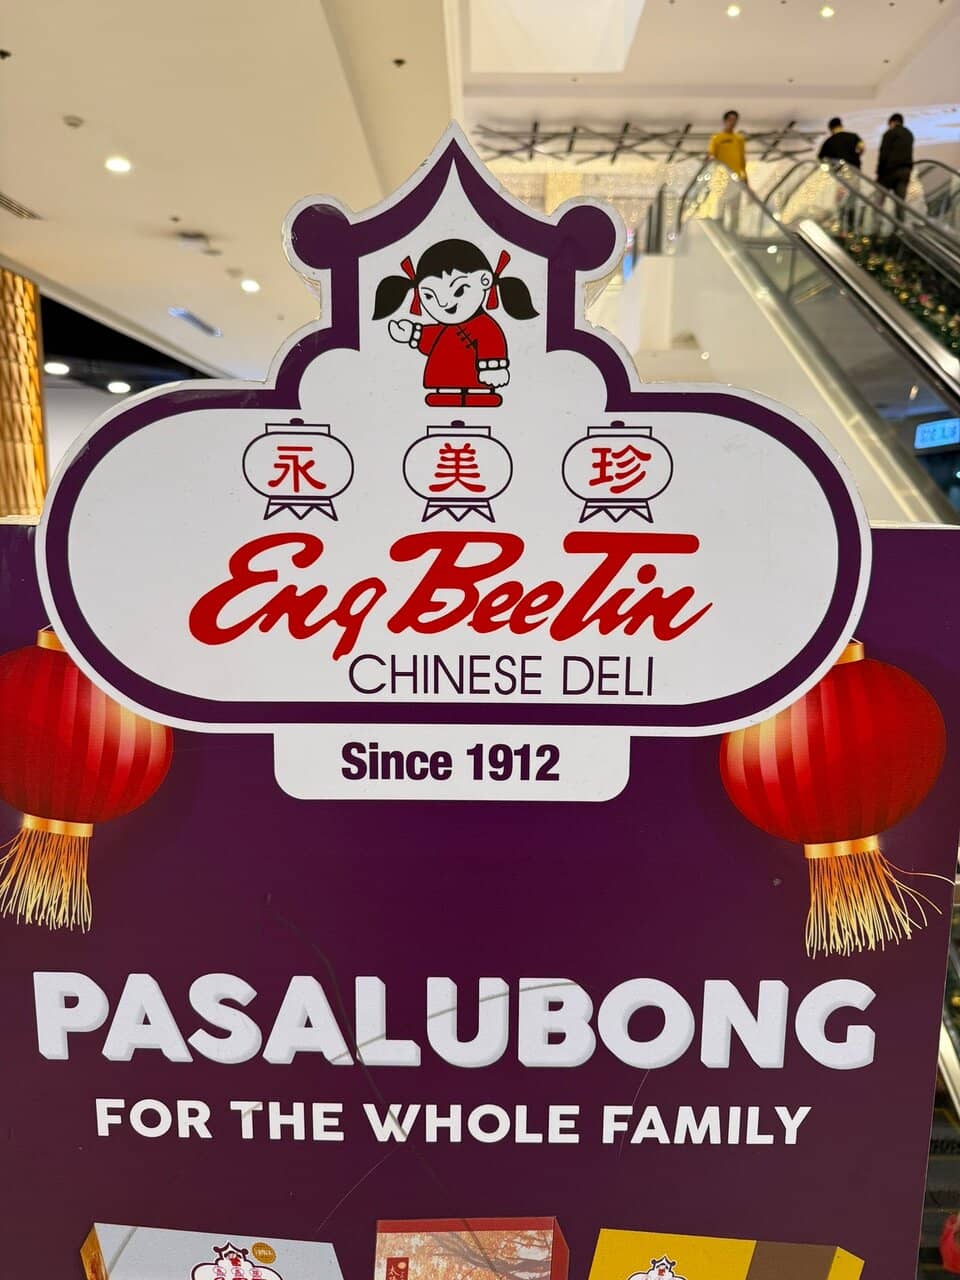 永 美 珍
Eng Bee Tin
CHINESE DELI
Since 1912
PASALUBONG
FOR THE WHOLE FAMILY